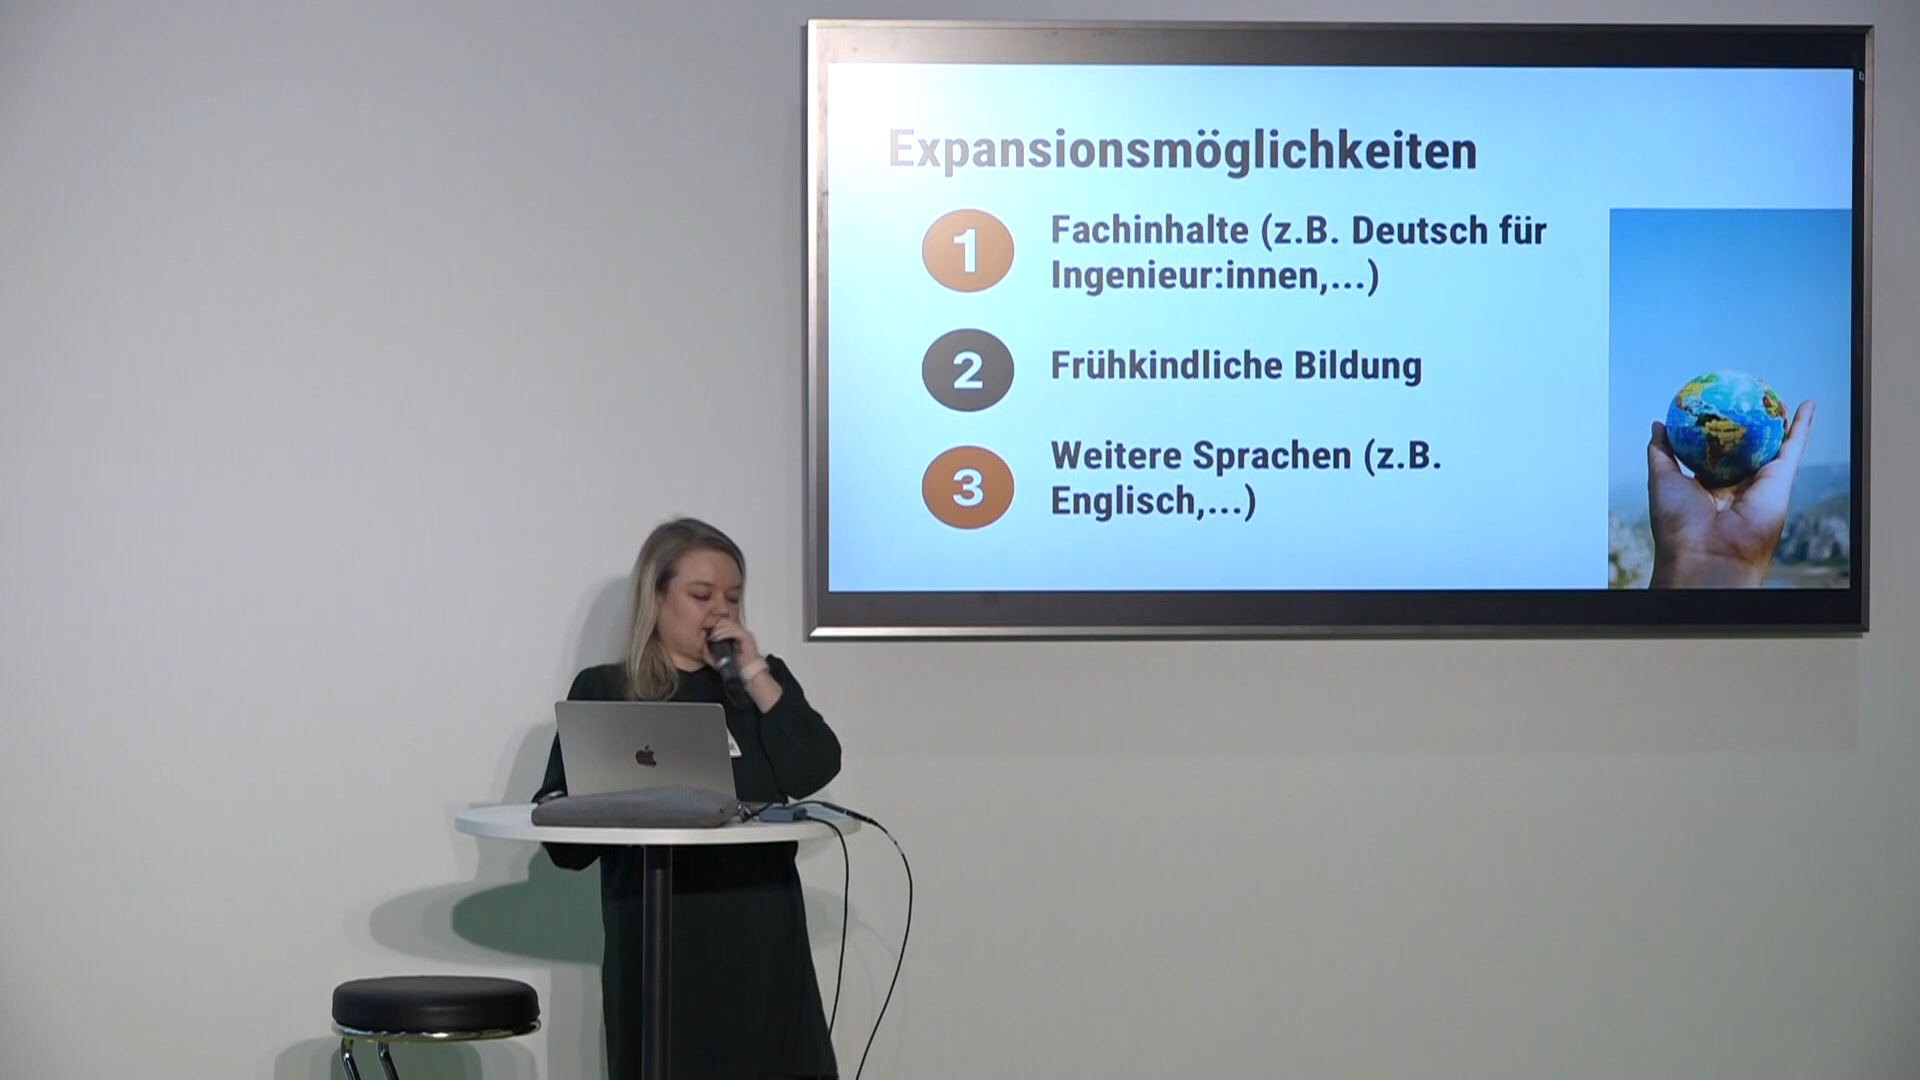 Expansionsmöglichkeiten
1
Fachinhalte (z.B. Deutsch für
Ingenieur:innen,...)
2
Frühkindliche Bildung
3
Weitere Sprachen (z.B.
Englisch,...)